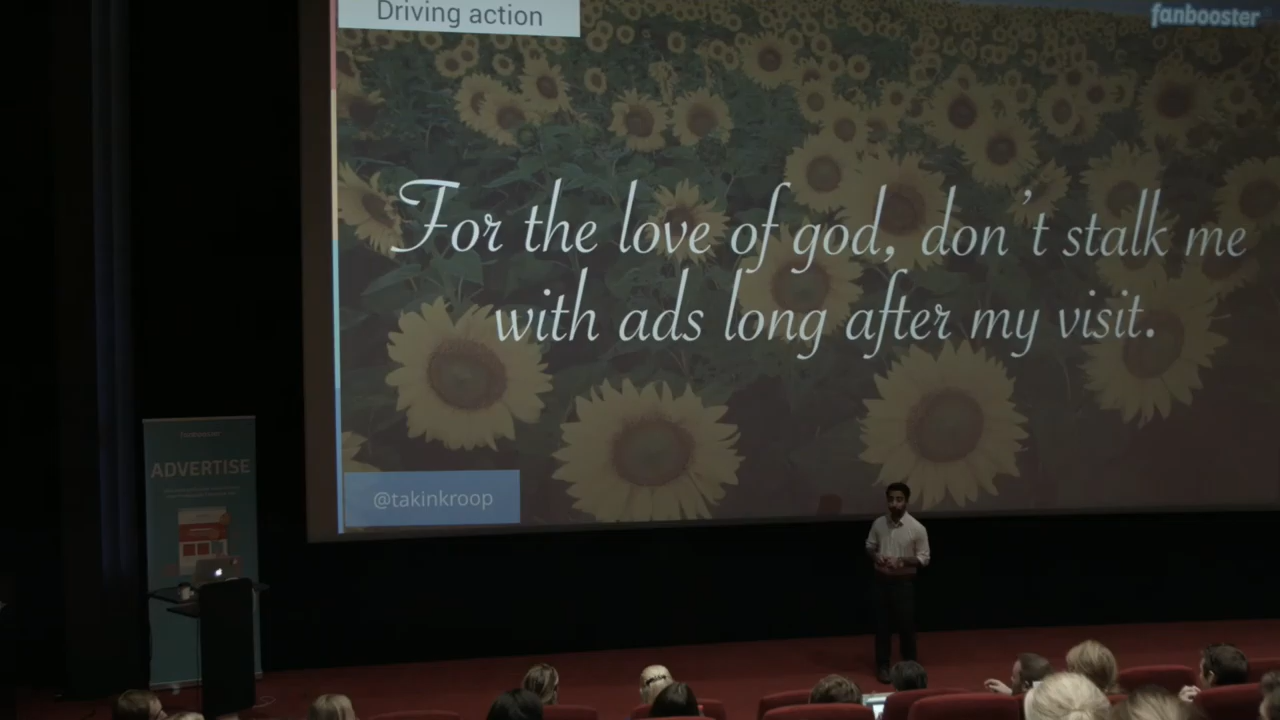 Driving action
fanbooster
For the love of god, don't stalk me
with ads long after my visit.
@takinkroop
fanbooster
ADVERTISE